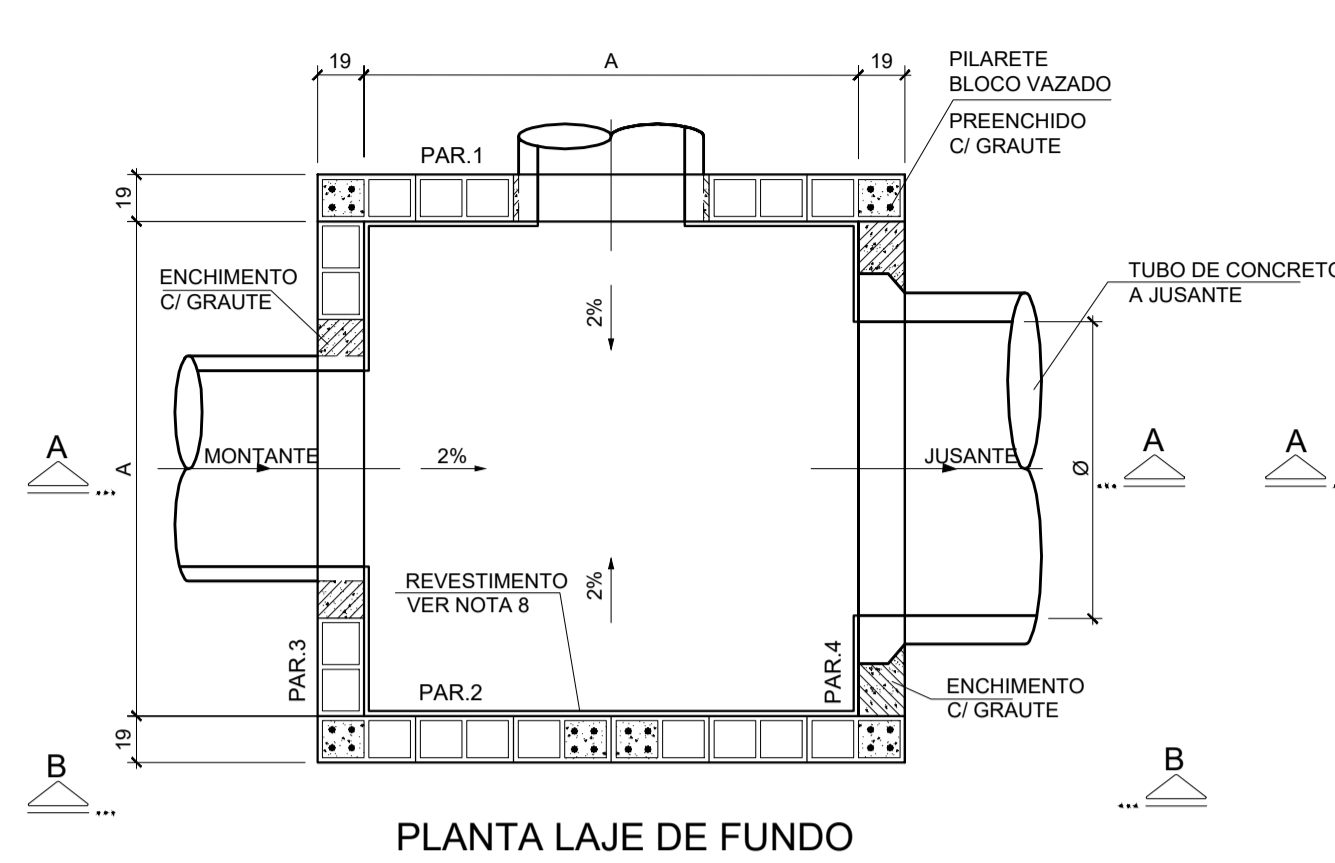 19
A
19
PILARETE
BLOCO VAZADO
PREENCHIDO
C/ GRAUTE
PAR.1
19
ENCHIMENTO
C/ GRAUTE
2%
TUBO DE CONCRETO
A JUSANTE
A
A
MONTANTE
2%
JUSANTE
Ø
A
A
REVESTIMENTO
VER NOTA 8
2%
PAR.3
PAR.2
PAR.4
ENCHIMENTO
C/ GRAUTE
19
B
B
PLANTA LAJE DE FUNDO